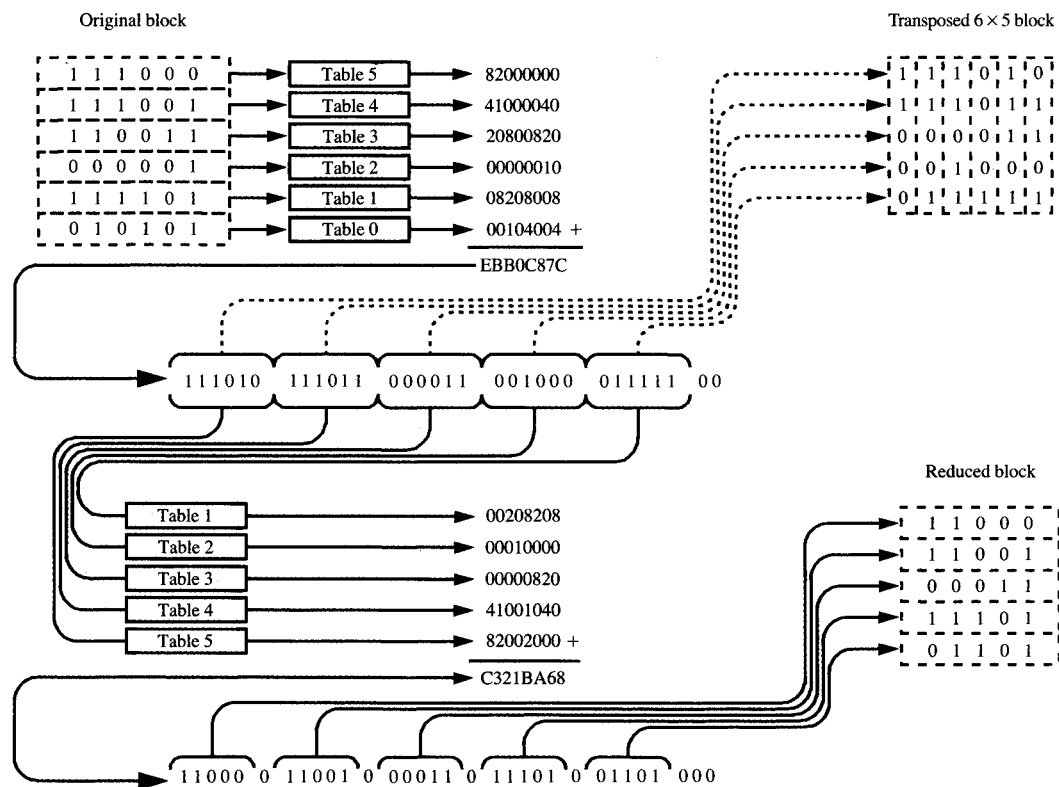 Original block
Transposed 6 × 5 block
1 1 1 0 0 0 Table 5 82000000 1 1 1 0 1 0
1 1 1 0 0 1 Table 4 41000040 1 1 1 0 1 1
1 1 0 0 1 1 Table 3 20800820 0 0 0 0 1 1
0 0 0 0 0 1 Table 2 00000010 0 0 1 0 0 0
1 1 1 1 0 1 Table 1 08208008 0 1 1 1 1 1
0 1 0 1 0 1 Table 0 00104004 +
EBB0C87C
111010 111011 000011 001000 011111 00
Reduced block
Table 1 00208208 1 1 0 0 0
Table 2 00010000 1 1 0 0 1
Table 3 00000820 0 0 0 1 1
Table 4 41001040 1 1 1 0 1
Table 5 82002000 + 0 1 1 0 1
C321BA68
11000 0 11001 0 00011 0 11101 0 01101 000